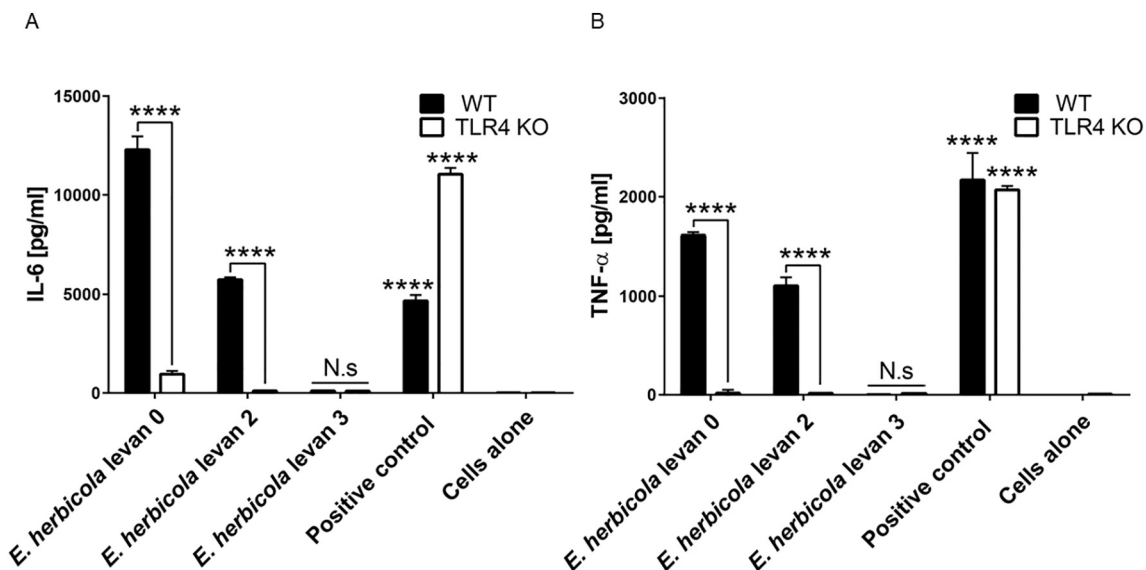 A
IL-6 [pg/ml]
15000
10000
5000
0
WT
TLR4 KO
****
****
N.s
****
****
E. herbicola levan 0
E. herbicola levan 2
E. herbicola levan 3
Positive control
Cells alone
B
TNF-α [pg/ml]
3000
2000
1000
0
WT
TLR4 KO
****
****
N.s
****
****
E. herbicola levan 0
E. herbicola levan 2
E. herbicola levan 3
Positive control
Cells alone